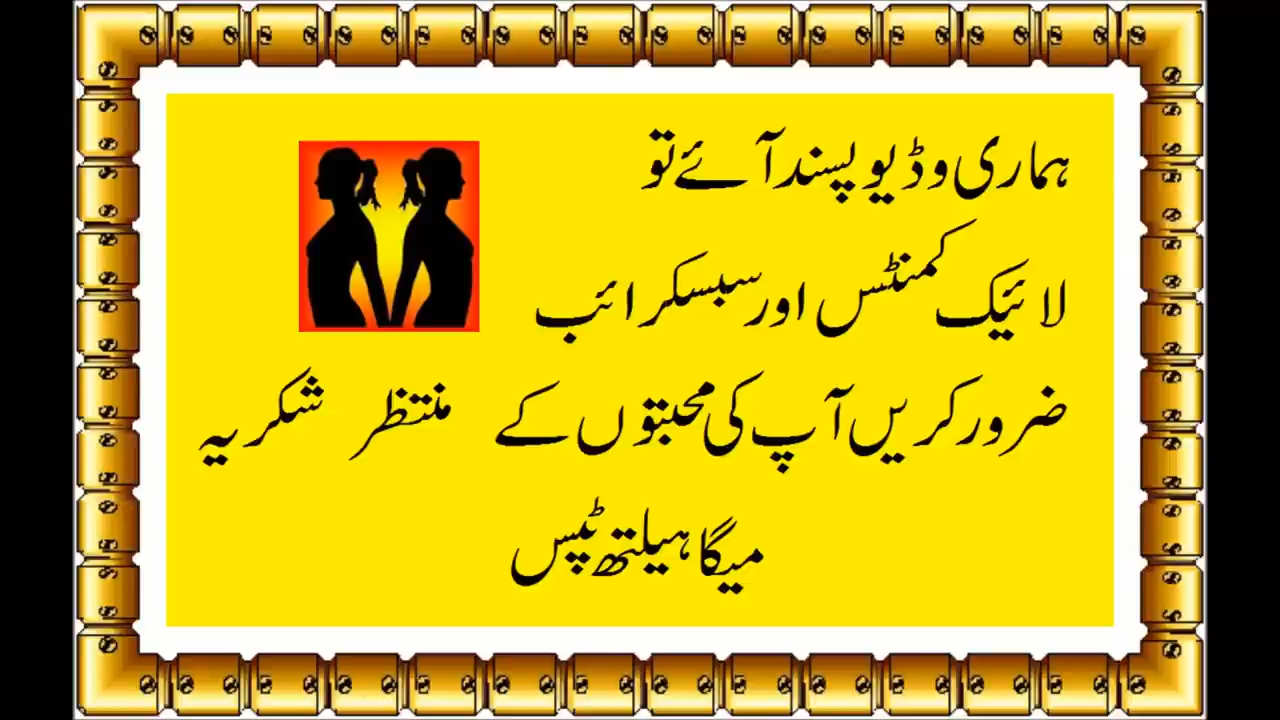 ہماری وڈیو پسند آئے تو
لائیک کمنٹس اور سبسکرائب
ضرور کریں آپ کی محبتوں کے منتظر شکریہ
میگا ہیلتھ ٹپس